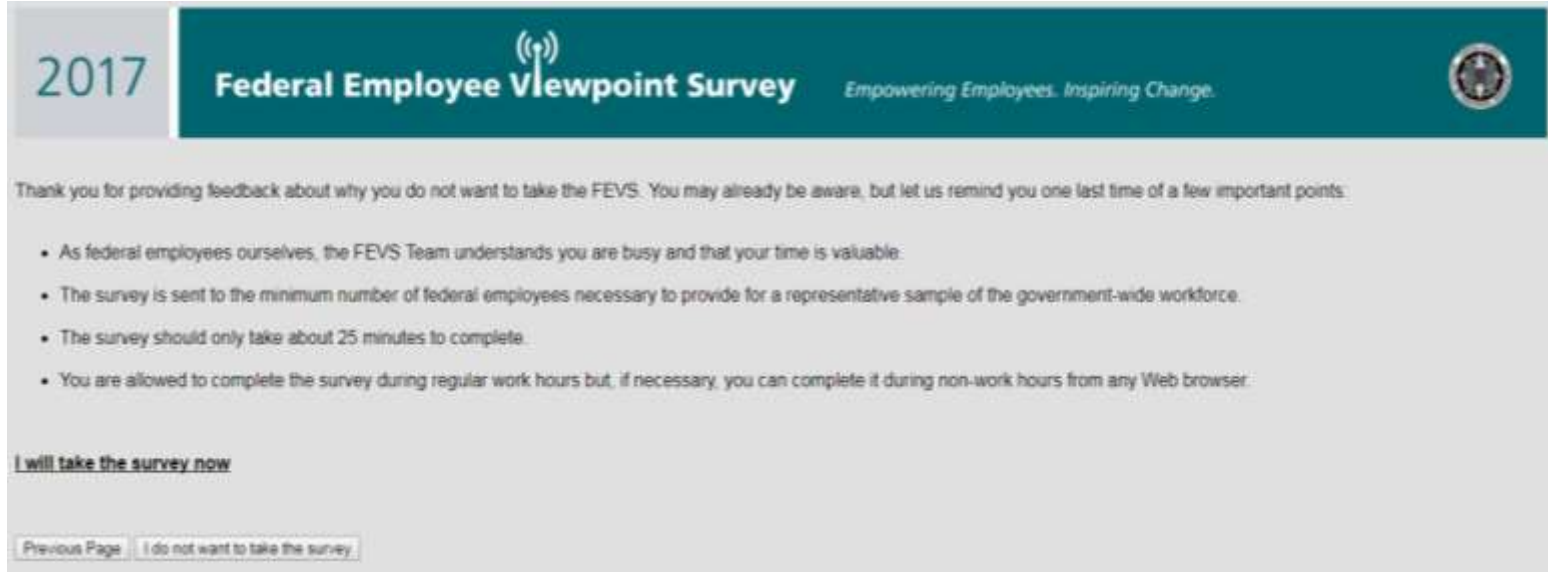 2017
Federal Employee Viewpoint Survey
Empowering Employees. Inspiring Change.
Thank you for providing feedback about why you do not want to take the FEVS. You may already be aware, but let us remind you one last time of a few important points:
• As federal employees ourselves, the FEVS Team understands you are busy and that your time is valuable.
• The survey is sent to the minimum number of federal employees necessary to provide for a representative sample of the government-wide workforce.
• The survey should only take about 25 minutes to complete.
• You are allowed to complete the survey during regular work hours but, if necessary, you can complete it during non-work hours from any Web browser.
I will take the survey now
Previous Page
I do not want to take the survey